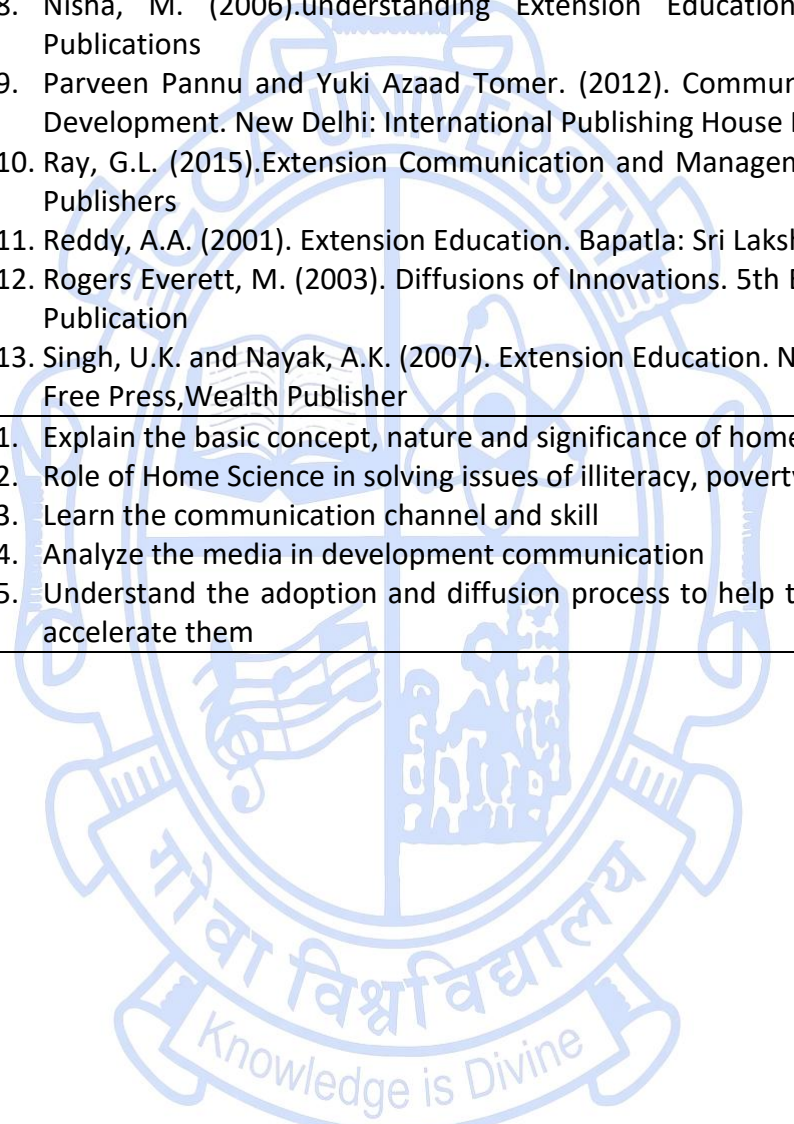 8. Nisha, M. (2006).understanding Extension Education
Publications
9. Parveen Pannu and Yuki Azaad Tomer. (2012). Commun
Development. New Delhi: International Publishing House
10. Ray, G.L. (2015).Extension Communication and Managem
Publishers
11. Reddy, A.A. (2001). Extension Education. Bapatla: Sri Laksh
12. Rogers Everett, M. (2003). Diffusions of Innovations. 5th
Publication
13. Singh, U.K. and Nayak, A.K. (2007). Extension Education. N
Free Press,Wealth Publisher
1. Explain the basic concept, nature and significance of home
2. Role of Home Science in solving issues of illiteracy, poverty
3. Learn the communication channel and skill
4. Analyze the media in development communication
5. Understand the adoption and diffusion process to help t
accelerate them
GOA UNIVERSITY
गोंवा विश्वविद्यालय
Knowledge is Divine